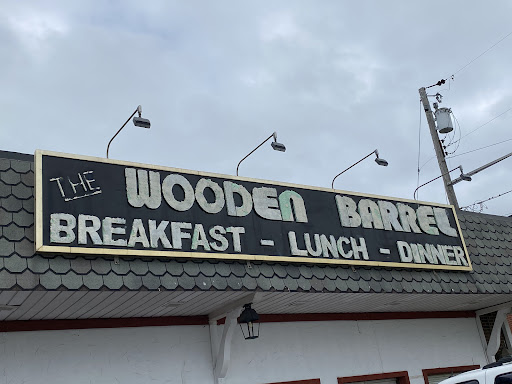 THE WOODEN BARREL
BREAKFAST - LUNCH - DINNER